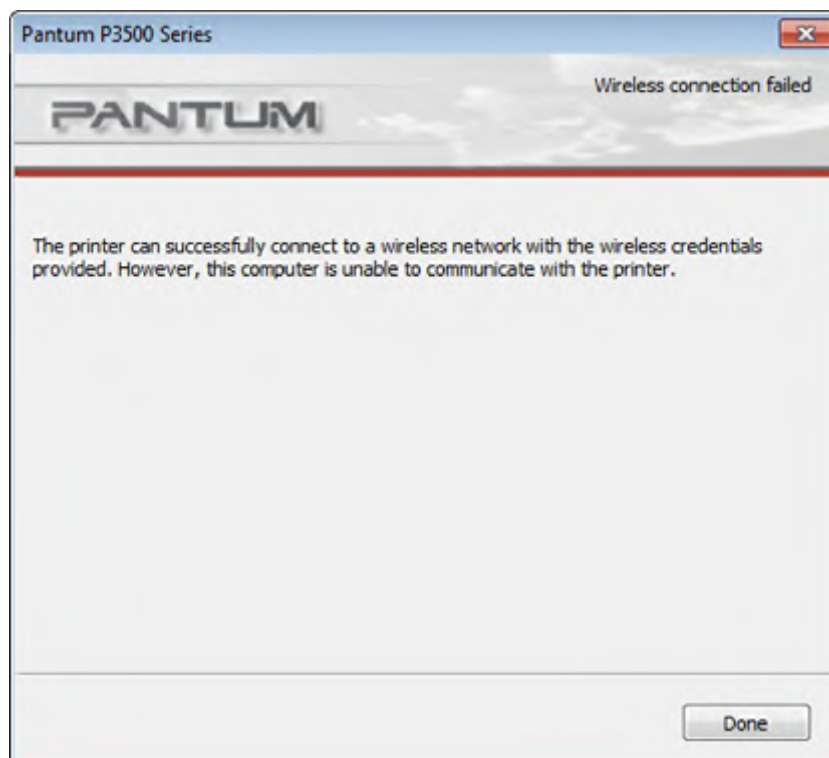 Pantum P3500 Series
Wireless connection failed
PANTUM
The printer can successfully connect to a wireless network with the wireless credentials
provided. However, this computer is unable to communicate with the printer.
Done